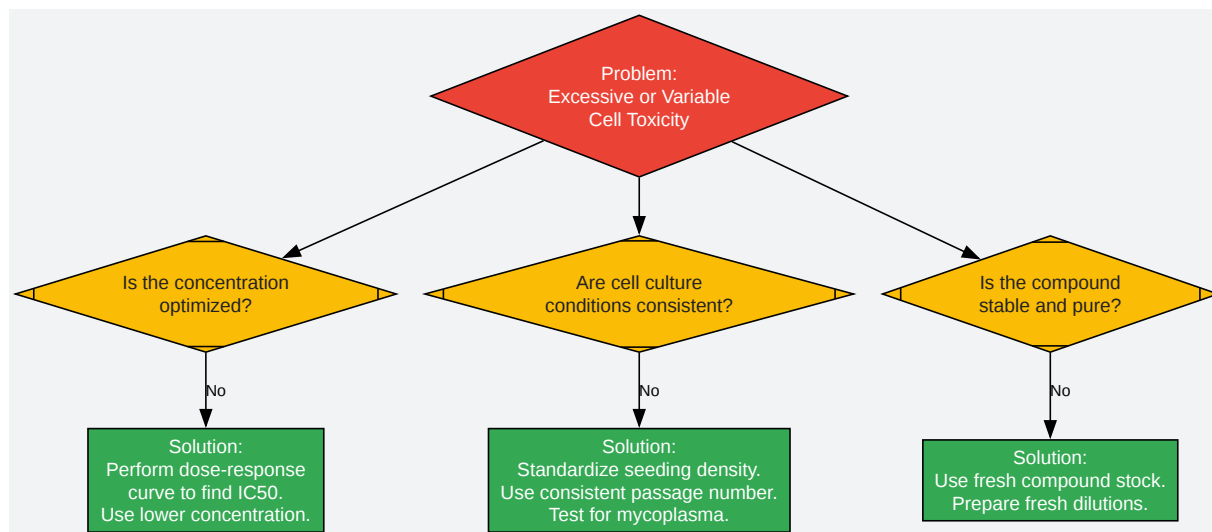 Problem:
Excessive or Variable
Cell Toxicity
Is the concentration
optimized?
Are cell culture
conditions consistent?
Is the compound
stable and pure?
No
No
No
Solution:
Perform dose-response
curve to find IC50.
Use lower concentration.
Solution:
Standardize seeding density.
Use consistent passage number.
Test for mycoplasma.
Solution:
Use fresh compound stock.
Prepare fresh dilutions.